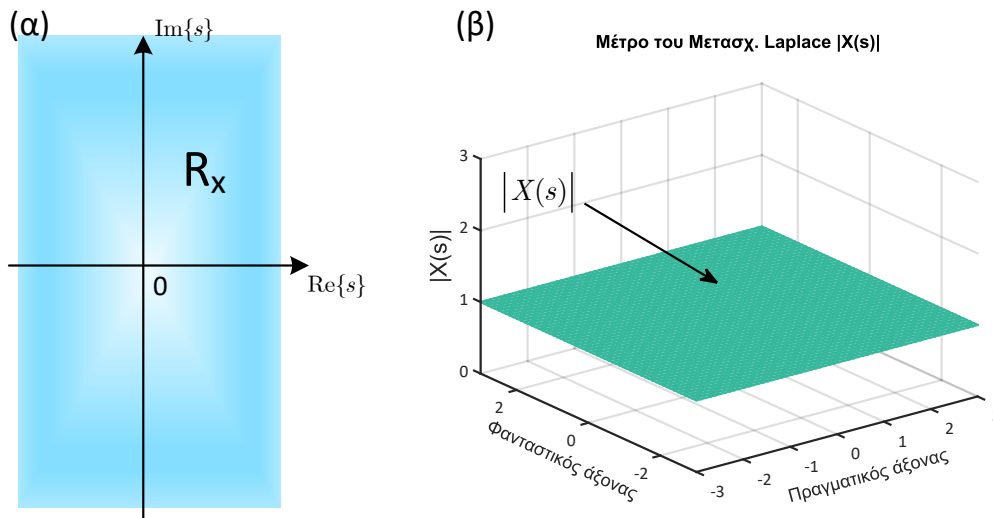 (α)
Im{s}
R_x
0
Re{s}
(β)
Μέτρο του Μετασχ. Laplace |X(s)|
|X(s)|
|X(s)|
3
2
1
0
2
0
-2
Φανταστικός άξονας
-3
-2
-1
0
1
2
Πραγματικός άξονας